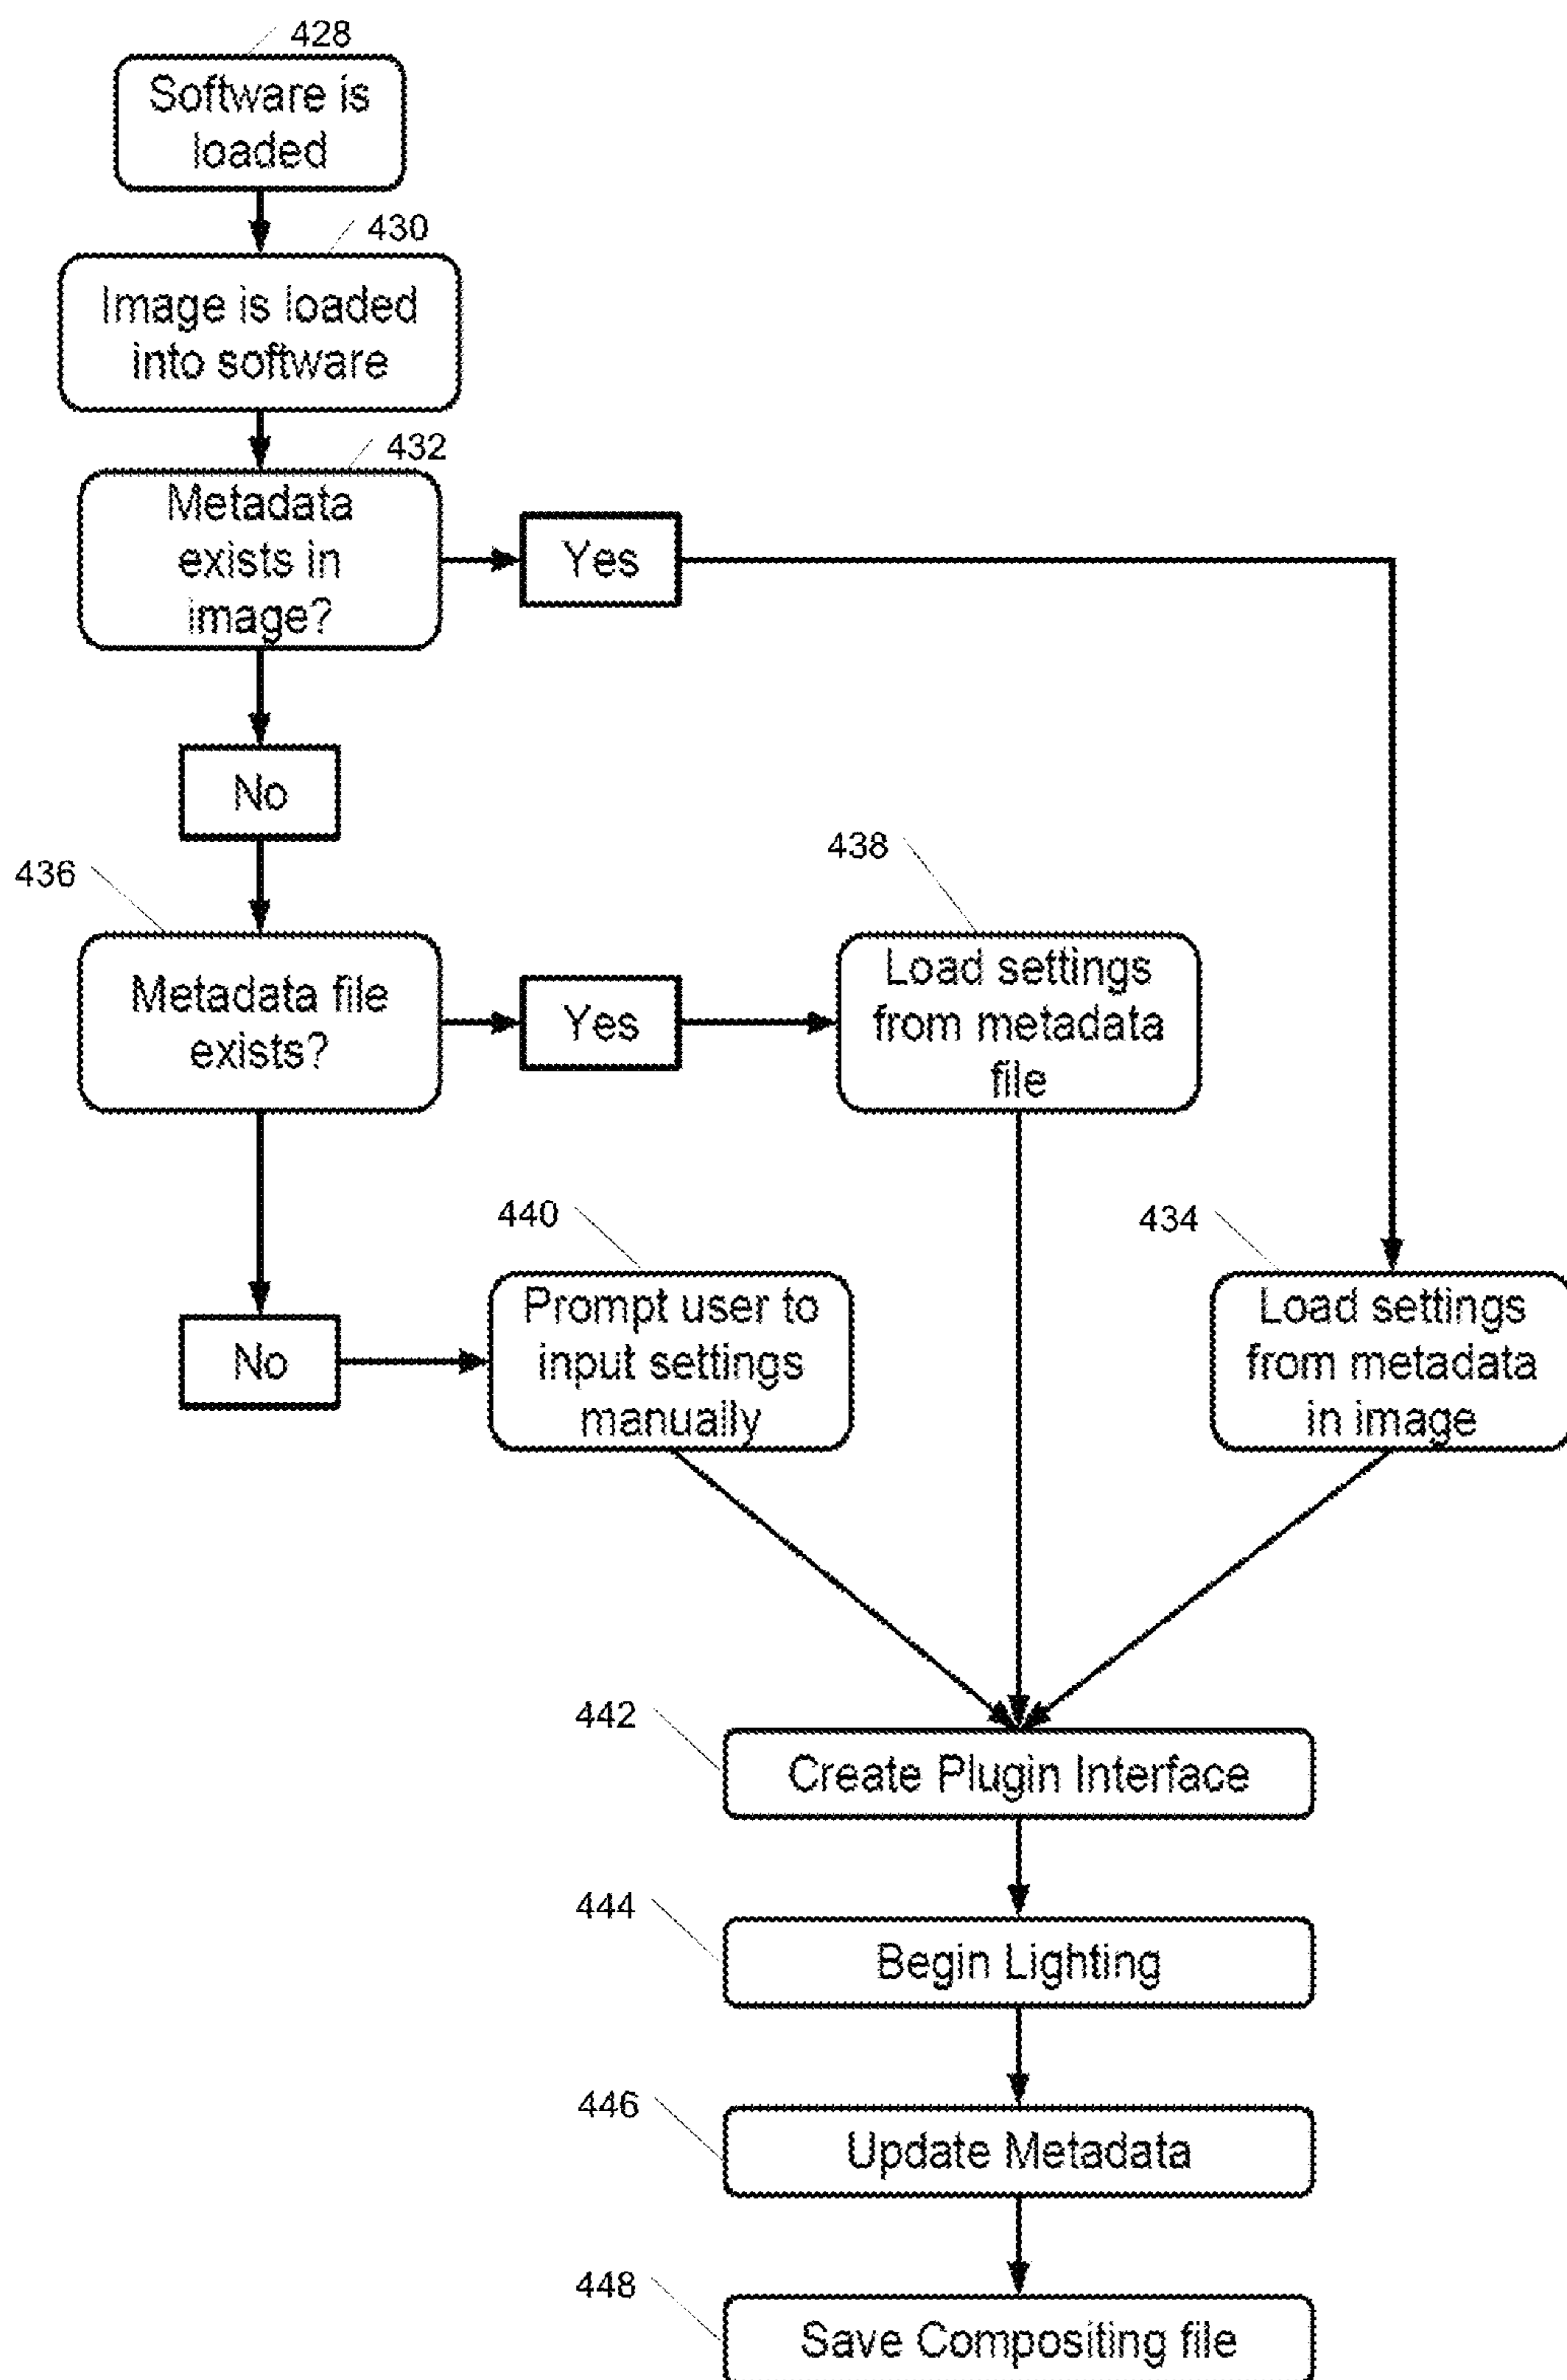 428
Software is
loaded
430
Image is loaded
into software
432
Metadata
exists in
image?
Yes
No
436
Metadata file
exists?
Yes
438
Load settings
from metadata
file
440
Prompt user to
input settings
manually
No
434
Load settings
from metadata
in image
442
Create Plugin Interface
444
Begin Lighting
446
Update Metadata
448
Save Compositing file